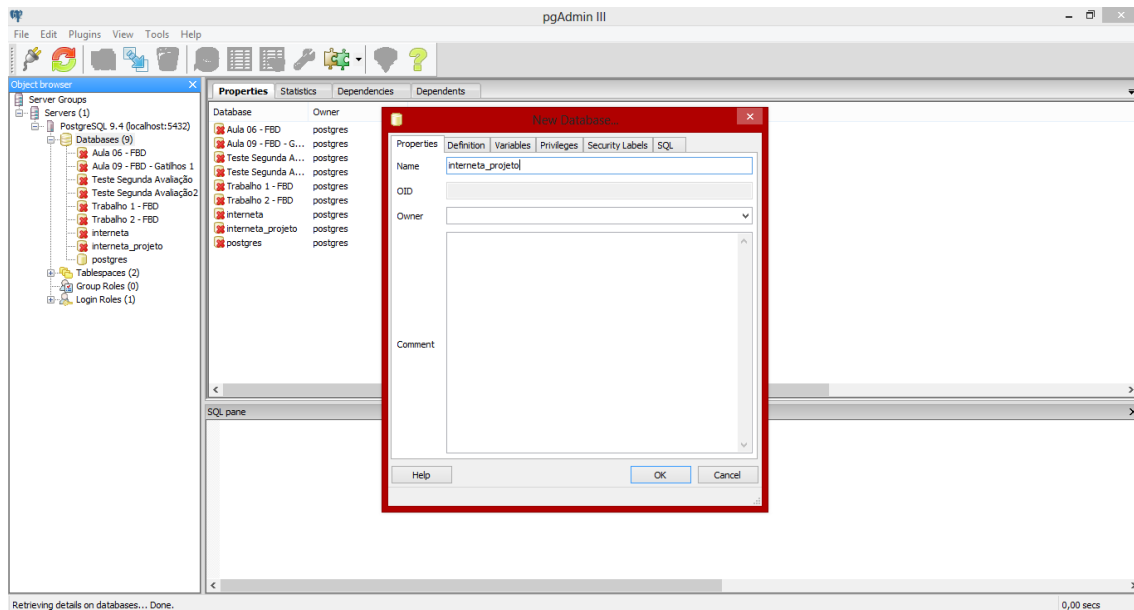 pgAdmin III
File Edit Plugins View Tools Help
Object browser
Server Groups
Servers (1)
PostgreSQL 9.4 (localhost:5432)
Databases (9)
Aula 06 - FBD
Aula 09 - FBD - Gatilhos 1
Teste Segunda Avaliação
Teste Segunda Avaliação2
Trabalho 1 - FBD
Trabalho 2 - FBD
interneta
interneta_projeto
postgres
Tablespaces (2)
Group Roles (0)
Login Roles (1)
Properties Statistics Dependencies Dependents
Database Owner
Aula 06 - FBD postgres
Aula 09 - FBD - G... postgres
Teste Segunda A... postgres
Teste Segunda A... postgres
Trabalho 1 - FBD postgres
Trabalho 2 - FBD postgres
interneta postgres
interneta_projeto postgres
postgres postgres
SQL pane
New Database...
Properties Definition Variables Privileges Security Labels SQL
Name interneta_projeto
OID
Owner
Comment
Help OK Cancel
Retrieving details on databases... Done. 0,00 secs